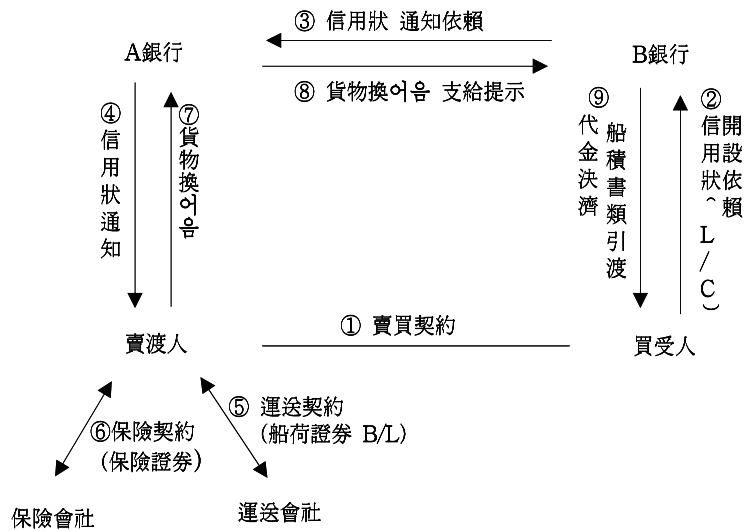 ③ 信用狀 通知依賴
A銀行
B銀行
⑧ 貨物換어음 支給提示
④信用狀通知
⑦貨物換어음
⑨代金決濟
船積書類引渡
②信用狀(L/C)
開設依賴
① 賣買契約
賣渡人
買受人
⑤ 運送契約
(船荷證券 B/L)
⑥保險契約
(保險證券)
保險會社
運送會社